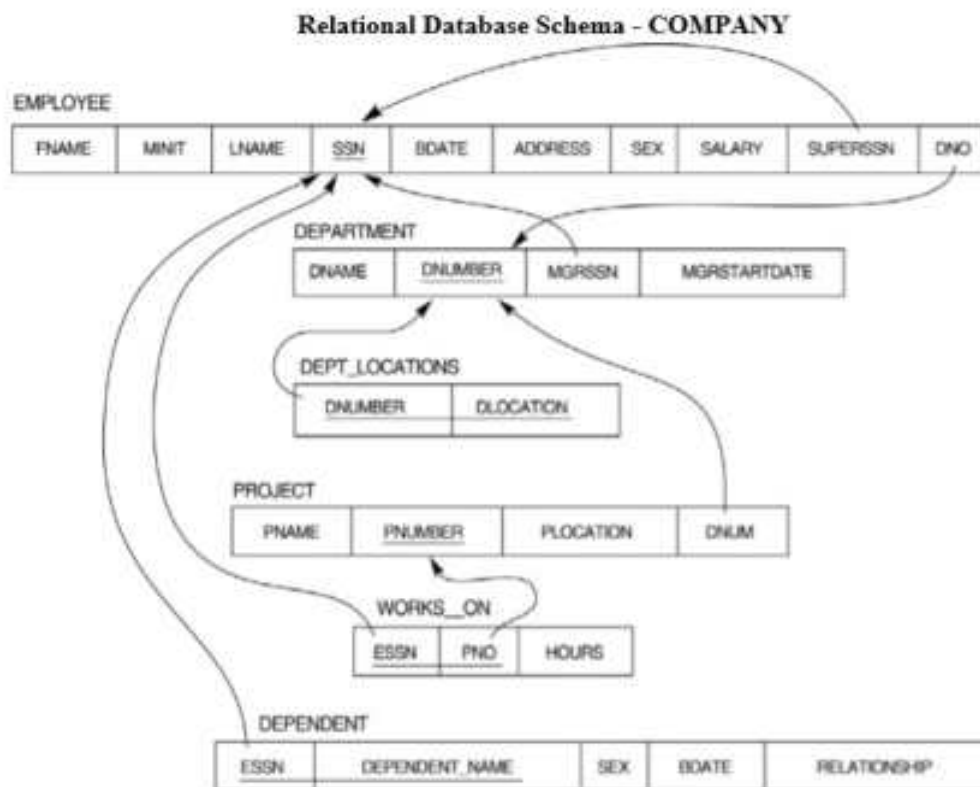 Relational Database Schema - COMPANY
EMPLOYEE
FNAME MINIT LNAME SSN BDATE ADDRESS SEX SALARY SUPERSSN DNO
DEPARTMENT
DNAME DNUMBER MGRSSN MGRSTARTDATE
DEPT_LOCATIONS
DNUMBER DLOCATION
PROJECT
PNAME PNUMBER PLOCATION DNUM
WORKS_ON
ESSN PNO HOURS
DEPENDENT
ESSN DEPENDENT_NAME SEX BDATE RELATIONSHIP